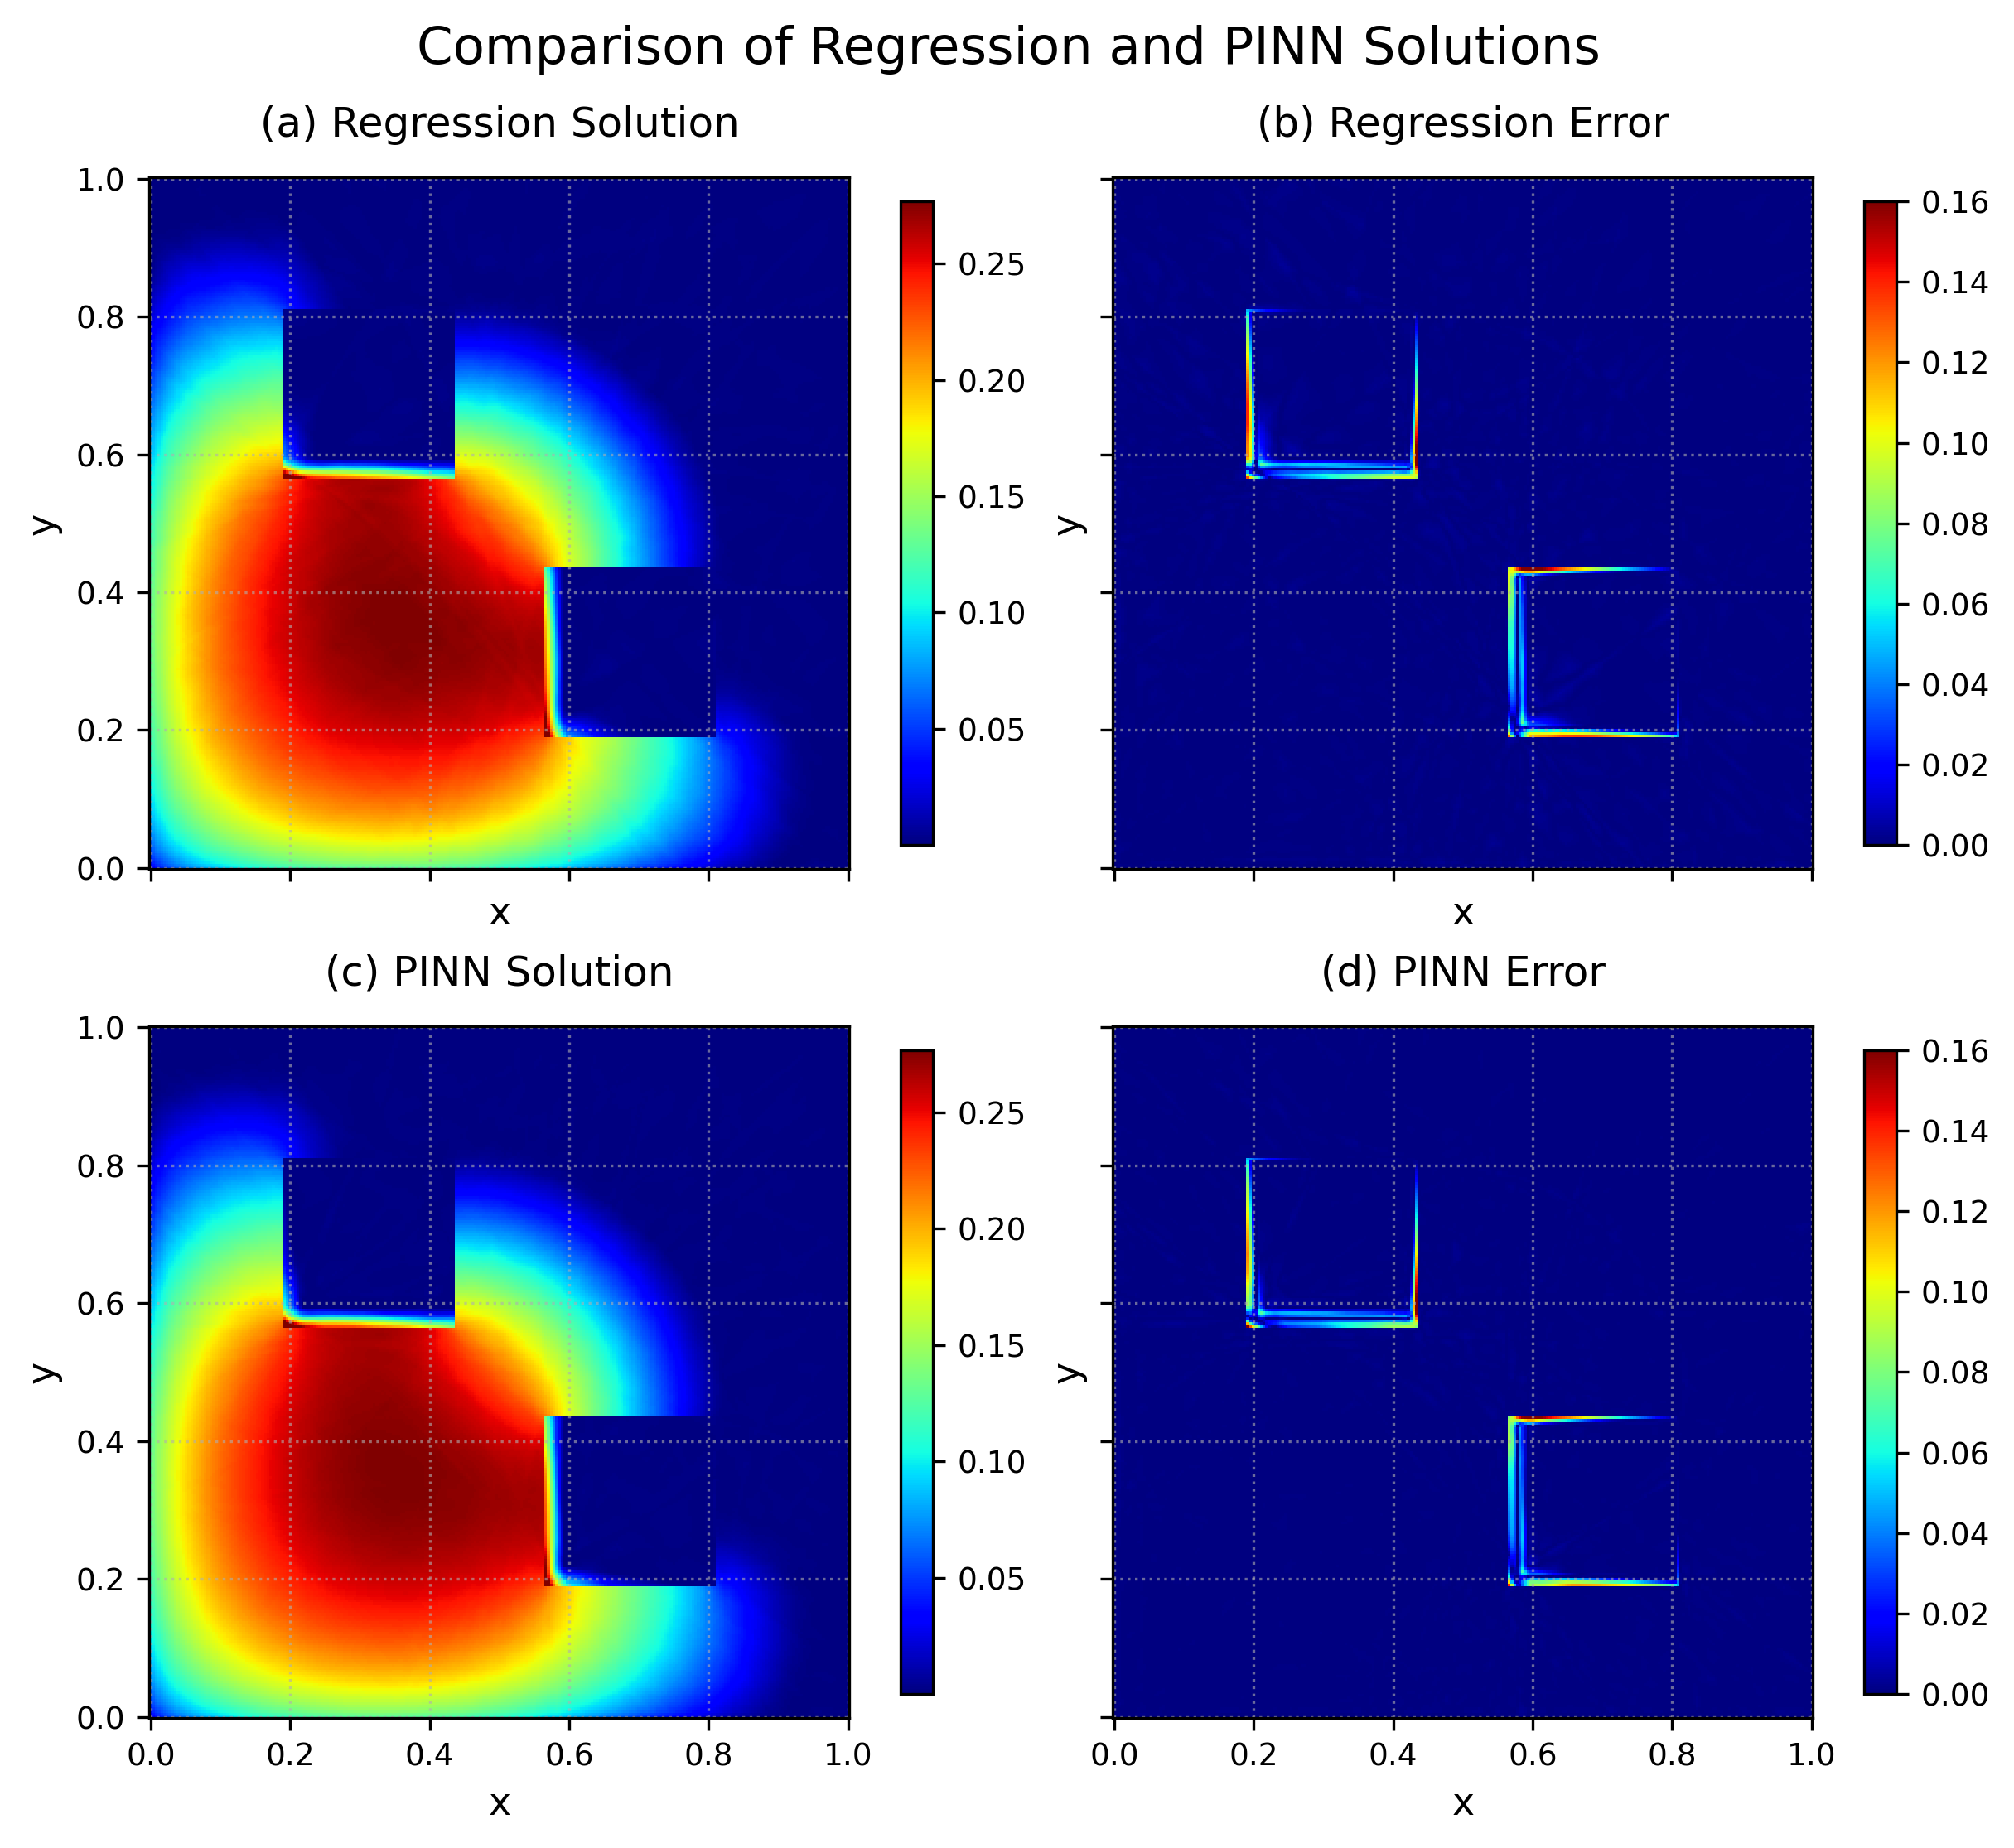 Comparison of Regression and PINN Solutions
(a) Regression Solution
1.0
0.8
0.6
0.4
0.2
0.0
y
x
0.25
0.20
0.15
0.10
0.05
(b) Regression Error
y
x
0.16
0.14
0.12
0.10
0.08
0.06
0.04
0.02
0.00
(c) PINN Solution
1.0
0.8
0.6
0.4
0.2
0.0
y
0.0 0.2 0.4 0.6 0.8 1.0
x
0.25
0.20
0.15
0.10
0.05
(d) PINN Error
y
0.0 0.2 0.4 0.6 0.8 1.0
x
0.16
0.14
0.12
0.10
0.08
0.06
0.04
0.02
0.00